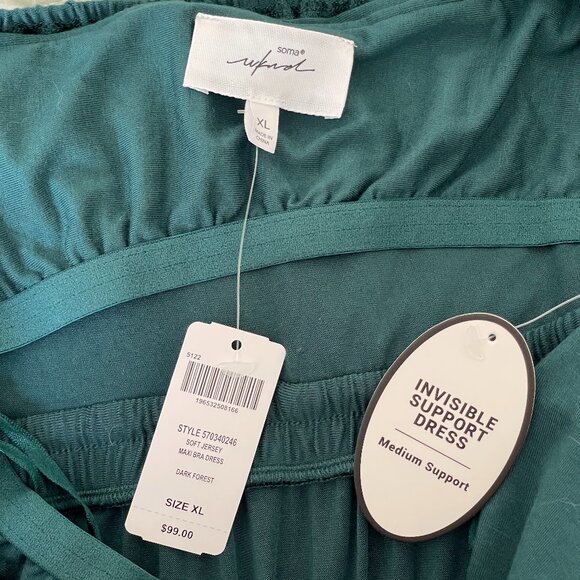 soma®
wknd
XL
MADE IN
CHINA
5122
196532508166
STYLE 570340246
SOFT JERSEY
MAXI BRA DRESS
DARK FOREST
SIZE XL
$99.00
INVISIBLE
SUPPORT
DRESS
Medium Support